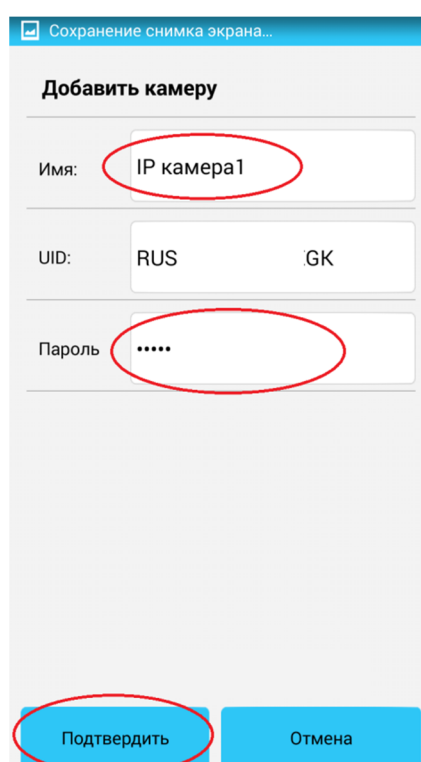 Сохранение снимка экрана...
Добавить камеру
Имя: IP камера1
UID: RUS GK
Пароль •••••
Подтвердить Отмена